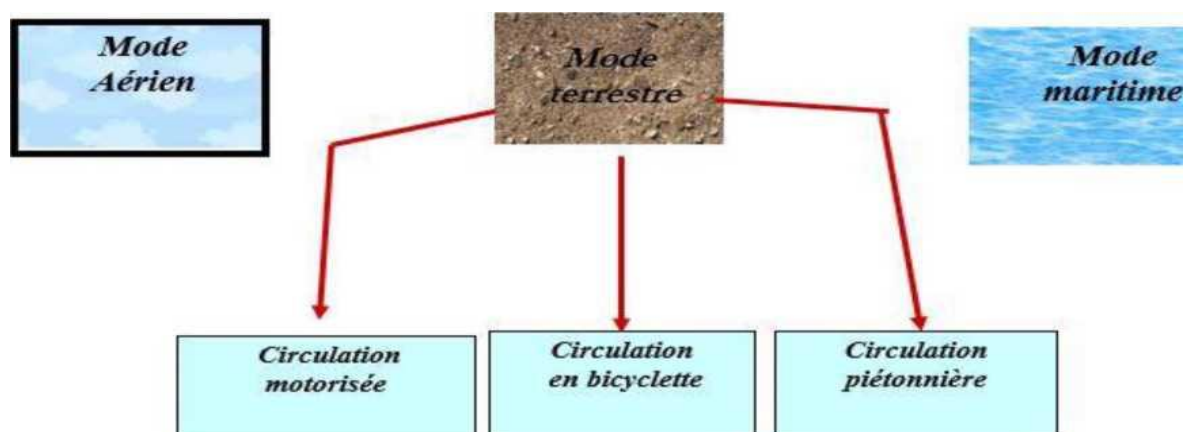 Mode
Aérien
Mode
terrestre
Mode
maritime
Circulation
motorisée
Circulation
en bicyclette
Circulation
piétonnière